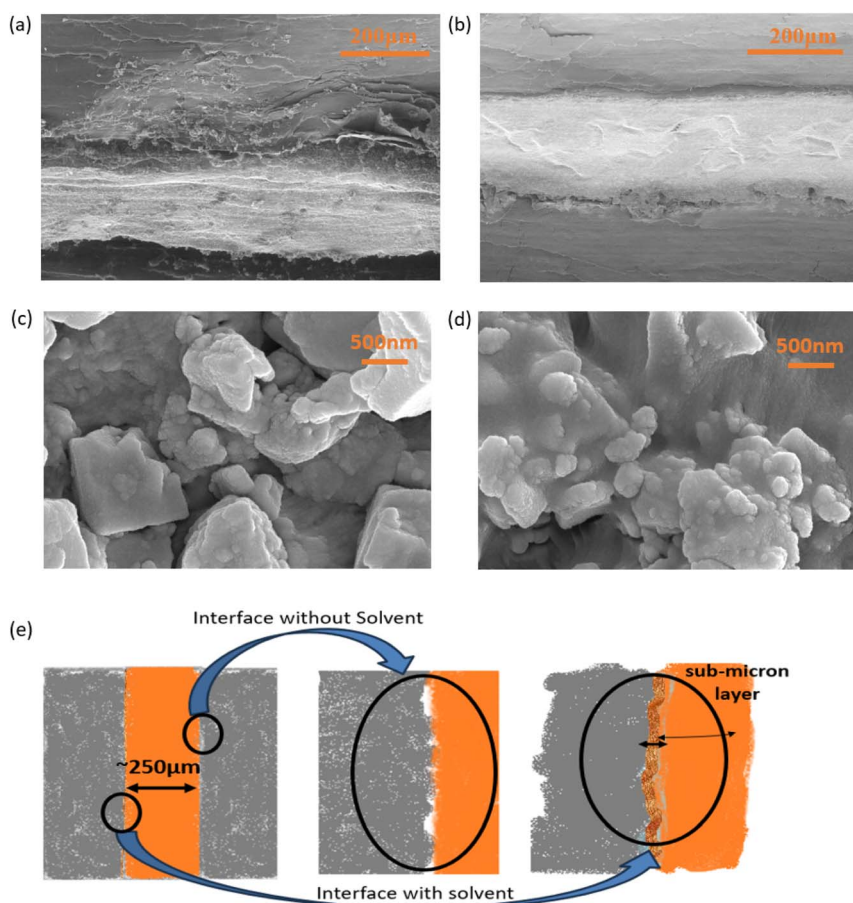 (a)
200µm
(b)
200µm
(c)
500nm
(d)
500nm
(e)
Interface without Solvent
~250µm
sub-micron
layer
Interface with solvent